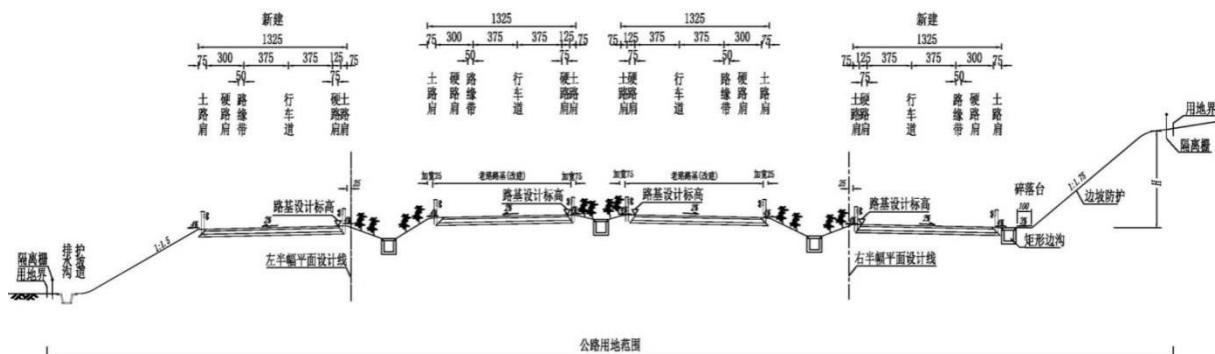 新建
1325
75 300 375 375 125 75
50 75
土路肩 硬路肩 路缘带 行车道 硬路肩 土路肩
1325
75 300 375 375 125 75
50 75
土路肩 硬路肩 路缘带 行车道 硬路肩 土路肩
1325
75 125 375 375 300 75
75 50
土路肩 硬路肩 行车道 路缘带 硬路肩 土路肩
新建
1325
75 125 375 375 300 75
75 50
土路肩 硬路肩 行车道 路缘带 硬路肩 土路肩
用地界
隔离栅
加宽25 老路路基(改建) 加宽75
加宽75 老路路基(改建) 加宽25
路基设计标高
路基设计标高
路基设计标高
路基设计标高
碎落台
100
1:1.75
边坡防护
H
矩形边沟
1:1.5
隔离栅
用地界
排水沟
护坡道
左半幅平面设计线
右半幅平面设计线
公路用地范围